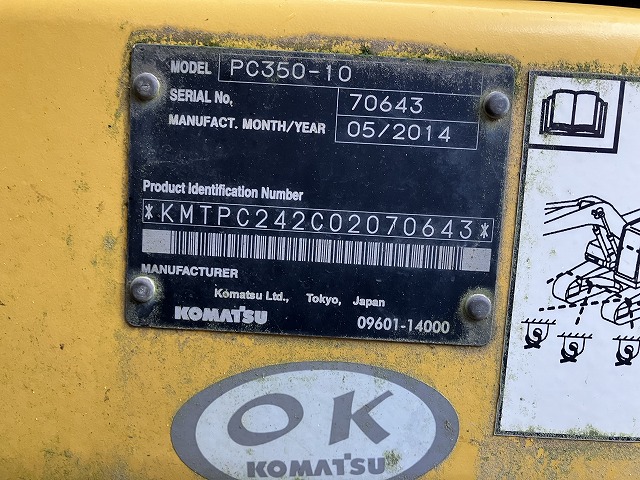 MODEL PC350-10
SERIAL No. 70643
MANUFACT. MONTH/YEAR 05/2014
Product Identification Number
*KMTPC242C02070643*
MANUFACTURER
Komatsu Ltd., Tokyo, Japan
KOMATSU 09601-14000
OK
KOMATSU